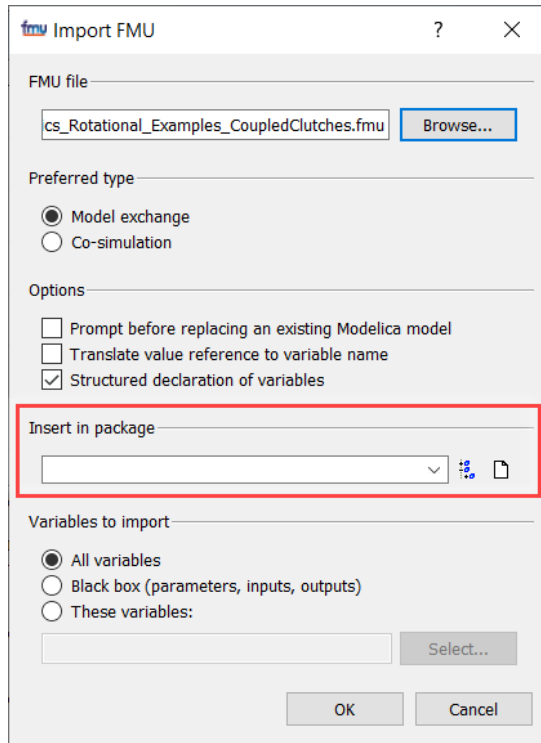 fmu Import FMU ?
FMU file
ics_Rotational_Examples_CoupledClutches.fmu Browse...
Preferred type
Model exchange
Co-simulation
Options
Prompt before replacing an existing Modelica model
Translate value reference to variable name
Structured declaration of variables
Insert in package
Variables to import
All variables
Black box (parameters, inputs, outputs)
These variables:
Select...
OK Cancel